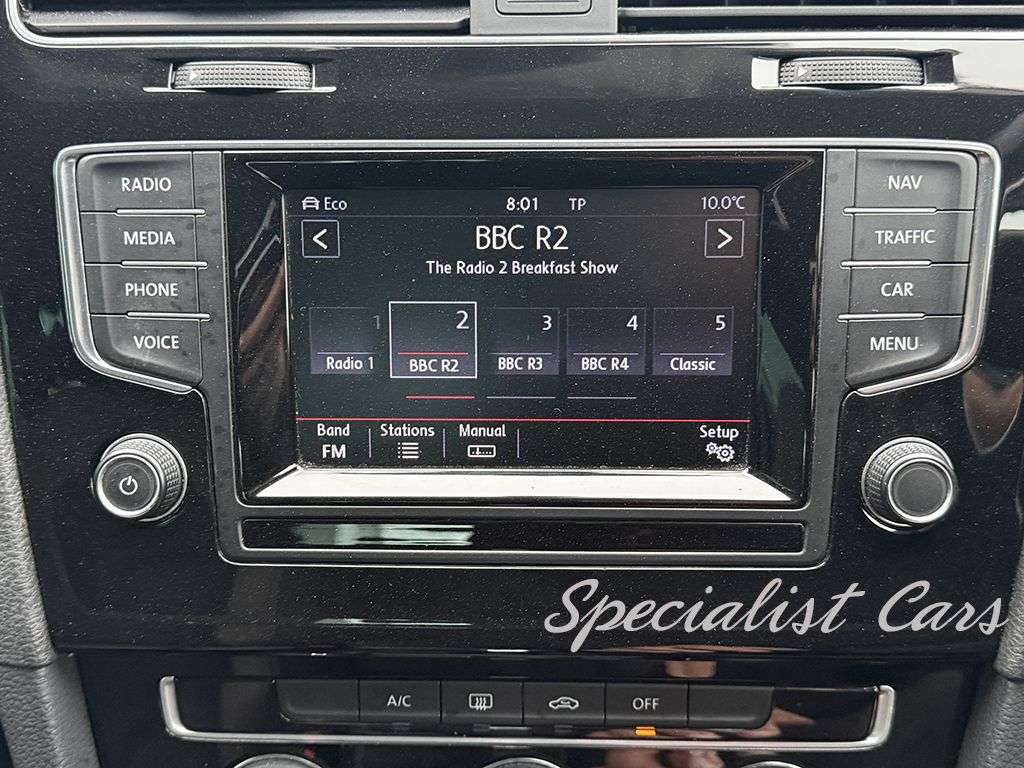 RADIO
MEDIA
PHONE
VOICE
Eco 8:01 TP 10.0°C
< BBC R2 >
The Radio 2 Breakfast Show
1 2 3 4 5
Radio 1 BBC R2 BBC R3 BBC R4 Classic
Band Stations Manual Setup
FM
NAV
TRAFFIC
CAR
MENU
Specialist Cars
A/C OFF